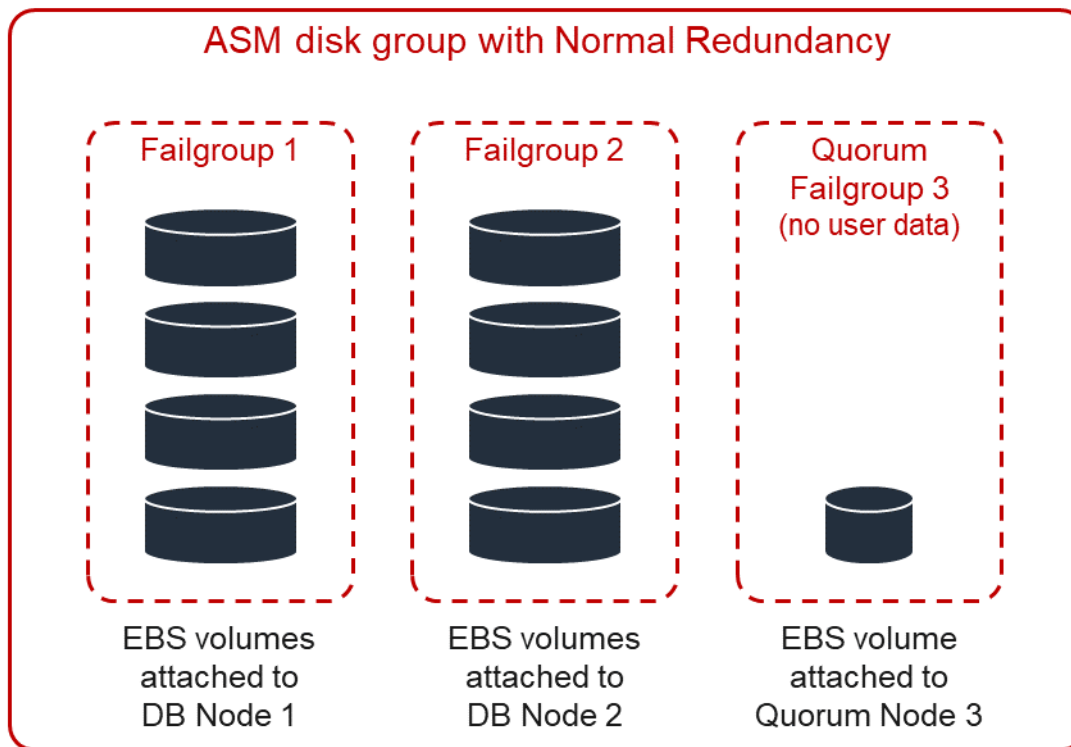 ASM disk group with Normal Redundancy
Failgroup 1
Failgroup 2
Quorum
Failgroup 3
(no user data)
EBS volumes
attached to
DB Node 1
EBS volumes
attached to
DB Node 2
EBS volume
attached to
Quorum Node 3